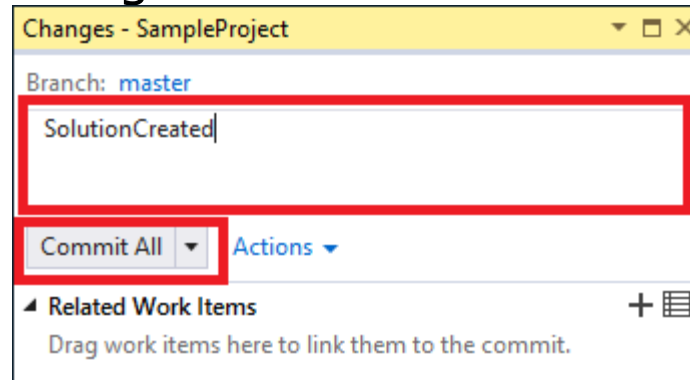 Changes - SampleProject
Branch: master
SolutionCreated
Commit All Actions
Related Work Items
Drag work items here to link them to the commit.